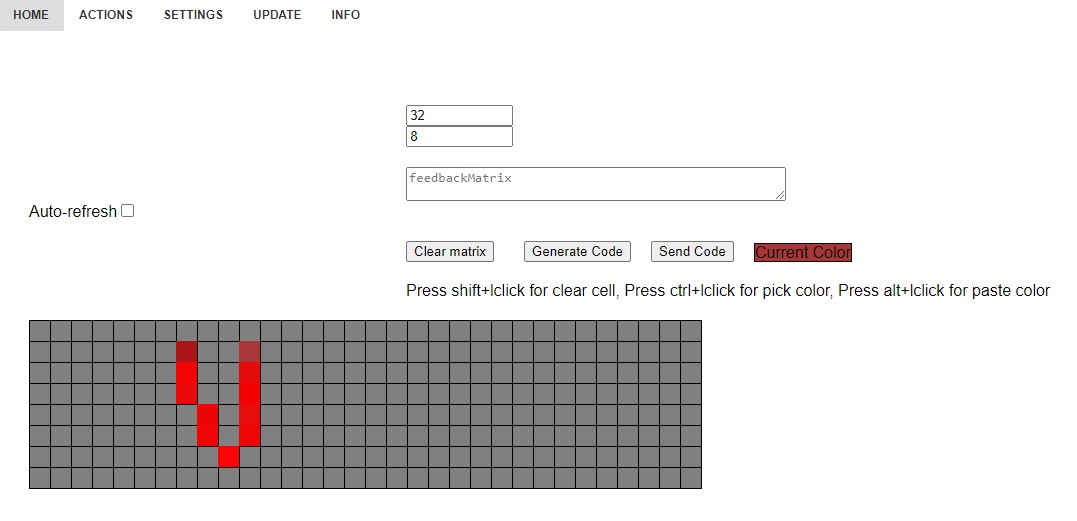 HOME ACTIONS SETTINGS UPDATE INFO
32
8
feedbackMatrix
Auto-refresh
Clear matrix Generate Code Send Code Current Color
Press shift+lclick for clear cell, Press ctrl+lclick for pick color, Press alt+lclick for paste color